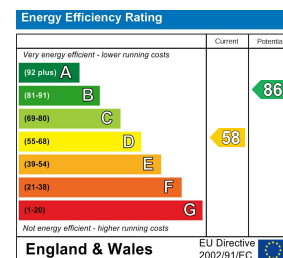 Energy Efficiency Rating
Current Potentia
Very energy efficient - lower running costs
(92 plus) A
(81-91) B
86
(69-80) C
(55-68) D
58
(39-54) E
(21-38) F
(1-20) G
Not energy efficient - higher running costs
England & Wales
EU Directive
2002/91/EC